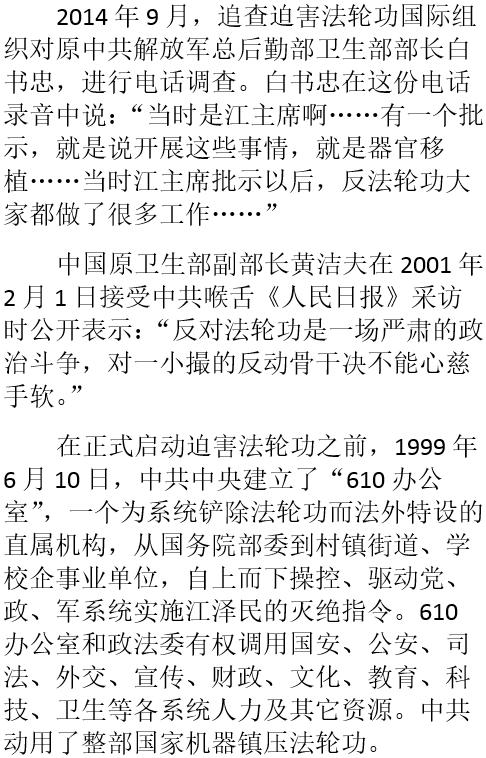 2014 年 9 月，追查迫害法轮功国际组
织对原中共解放军总后勤部卫生部部长白
书忠，进行电话调查。白书忠在这份电话
录音中说：“当时是江主席啊……有一个批
示，就是说开展这些事情，就是器官移
植……当时江主席批示以后，反法轮功大
家都做了很多工作……”
中国原卫生部副部长黄洁夫在 2001 年
2 月 1 日接受中共喉舌《人民日报》采访
时公开表示：“反对法轮功是一场严肃的政
治斗争，对一小撮的反动骨干决不能心慈
手软。”
在正式启动迫害法轮功之前，1999 年
6 月 10 日，中共中央建立了“610 办公
室”，一个为系统铲除法轮功而法外特设的
直属机构，从国务院部委到村镇街道、学
校企事业单位，自上而下操控、驱动党、
政、军系统实施江泽民的灭绝指令。610
办公室和政法委有权调用国安、公安、司
法、外交、宣传、财政、文化、教育、科
技、卫生等各系统人力及其它资源。中共
动用了整部国家机器镇压法轮功。